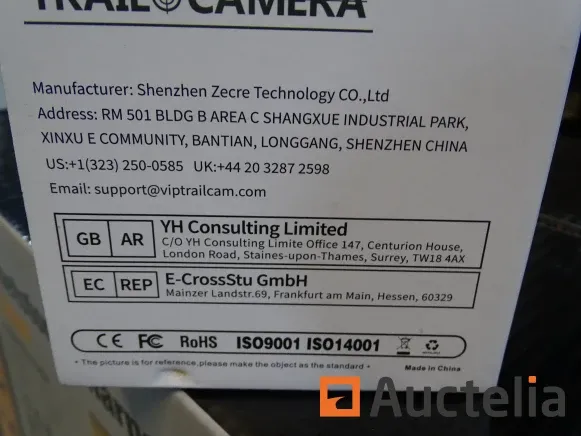 TRAIL CAMERA
Manufacturer: Shenzhen Zecre Technology CO.,Ltd
Address: RM 501 BLDG B AREA C SHANGXUE INDUSTRIAL PARK,
XINXU E COMMUNITY, BANTIAN, LONGGANG, SHENZHEN CHINA
US:+1(323) 250-0585 UK:+44 20 3287 2598
Email: support@viptrailcam.com
GB AR YH Consulting Limited
C/O YH Consulting Limite Office 147, Centurion House,
London Road, Staines-upon-Thames, Surrey, TW18 4AX
EC REP E-CrossStu GmbH
Mainzer Landstr.69, Frankfurt am Main, Hessen, 60329
CE FC RoHS ISO9001 ISO14001
• The picture is for reference,please make the object as the standard •
Made in China
Auctelia